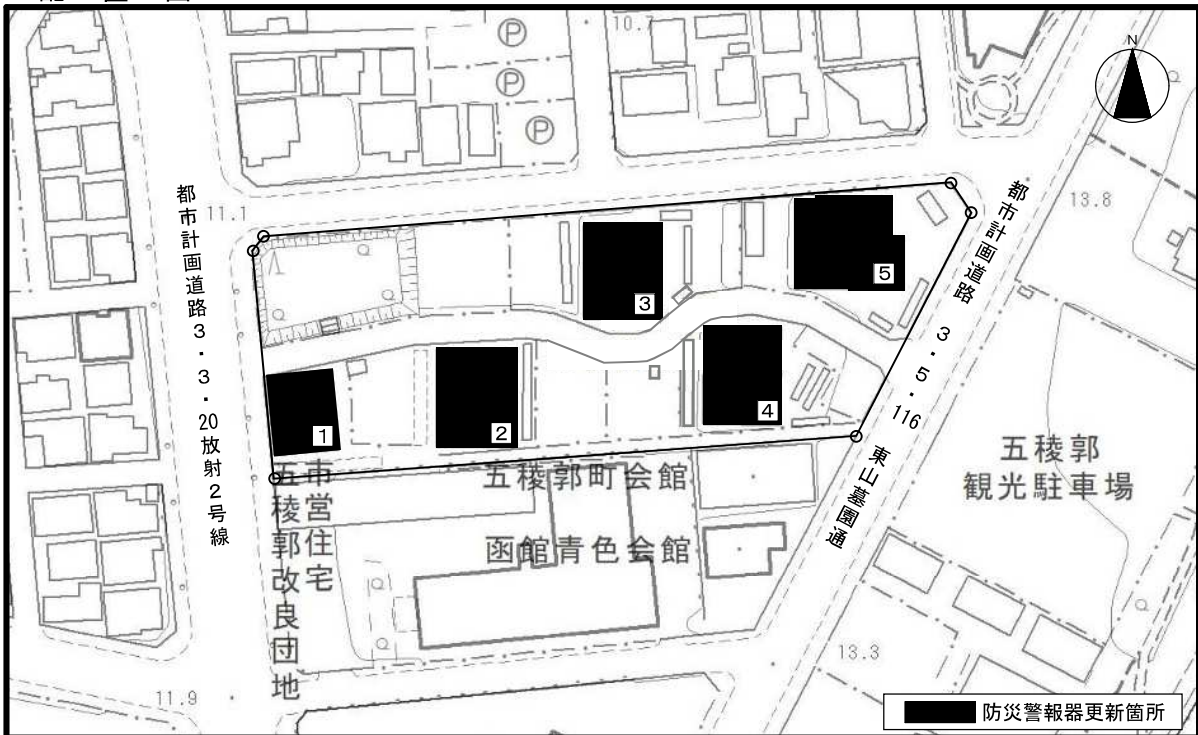 配 置 図
10.7
P
P
P
N
都市計画道路3・3・20放射2号線
11.1
都市計画道路 3・5・116 東山墓園通
13.8
3
5
1
2
4
市営住宅
五稜郭改良団地
五稜郭町会館
函館青色会館
五稜郭
観光駐車場
13.3
11.9
防災警報器更新箇所